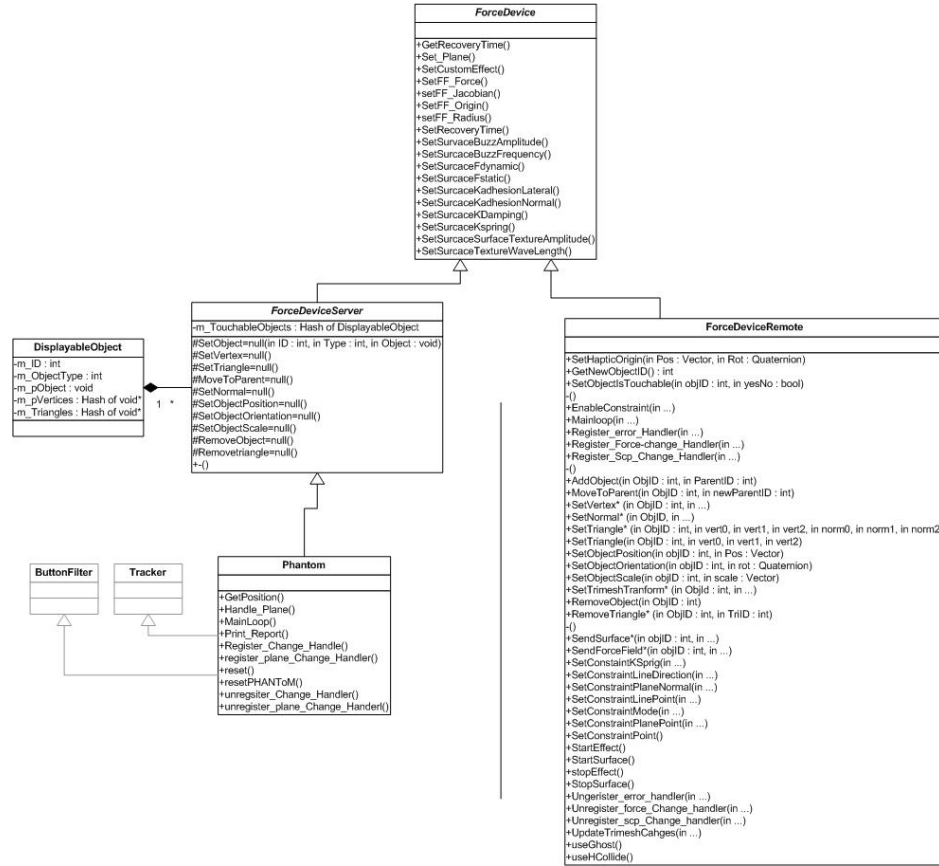 ForceDevice
+GetRecoveryTime()
+Set_Plane()
+SetCustomEffect()
+SetFF_Force()
+setFF_Jacobian()
+SetFF_Origin()
+setFF_Radius()
+SetRecoveryTime()
+SetSurvaceBuzzAmplitude()
+SetSurcaceBuzzFrequency()
+SetSurcaceFdynamic()
+SetSurcaceFstatic()
+SetSurcaceKadhesionLateral()
+SetSurcaceKadhesionNormal()
+SetSurcaceKDamping()
+SetSurcaceKspring()
+SetSurcaceSurfaceTextureAmplitude()
+SetSurcaceTextureWaveLength()
ForceDeviceServer
-m_TouchableObjects : Hash of DisplayableObject
#SetObject=null(in ID : int, in Type : int, in Object : void)
#SetVertex=null()
#SetTriangle=null()
#MoveToParent=null()
#SetNormal=null()
#SetObjectPosition=null()
#SetObjectOrientation=null()
#SetObjectScale=null()
#RemoveObject=null()
#Removetriangle=null()
+-()
DisplayableObject
-m_ID : int
-m_ObjectType : int
-m_pObject : void
-m_pVertices : Hash of void*
-m_Triangles : Hash of void*
1 *
ForceDeviceRemote
+SetHapticOrigin(in Pos : Vector, in Rot : Quaternion)
+GetNewObjectID() : int
+SetObjectIsTouchable(in objID : int, in yesNo : bool)
-()
+EnableConstraint(in ...)
+Mainloop(in ...)
+Register_error_Handler(in ...)
+Register_Force-change_Handler(in ...)
+Register_Scp_Change_Handler(in ...)
-()
+AddObject(in ObjID : int, in ParentID : int)
+MoveToParent(in ObjID : int, in newParentID : int)
+SetVertex* (in ObjID : int, in ...)
+SetNormal* (in ObjID, in ...)
+SetTriangle* (in ObjID : int, in vert0, in vert1, in vert2, in norm0, in norm1, in norm2
+SetTriangle(in ObjID : int, in vert0, in vert1, in vert2)
+SetObjectPosition(in objID : int, in Pos : Vector)
+SetObjectOrientation(in objID : int, in rot : Quaternion)
+SetObjectScale(in objID : int, in scale : Vector)
+SetTrimeshTranform* (in ObjId : int, in ...)
+RemoveObject(in ObjID : int)
+RemoveTriangle* (in ObjID : int, in TriID : int)
-()
+SendSurface*(in objID : int, in ...)
+SendForceField*(in objID : int, in ...)
+SetConstaintKSprig(in ...)
+SetConstraintLineDirection(in ...)
+SetConstraintPlaneNormal(in ...)
+SetConstraintLinePoint(in ...)
+SetConstraintMode(in ...)
+SetConstraintPlanePoint(in ...)
+SetConstraintPoint()
+StartEffect()
+StartSurface()
+stopEffect()
+StopSurface()
+Ungerister_error_handler(in ...)
+Unregister_force_Change_handler(in ...)
+Unregister_scp_Change_handler(in ...)
+UpdateTrimeshCahges(in ...)
+useGhost()
+useHCollide()
ButtonFilter
Tracker
Phantom
+GetPosition()
+Handle_Plane()
+MainLoop()
+Print_Report()
+Register_Change_Handle()
+register_plane_Change_Handler()
+reset()
+resetPHANToM()
+unregsiter_Change_Handler()
+unregister_plane_Change_Handerl()